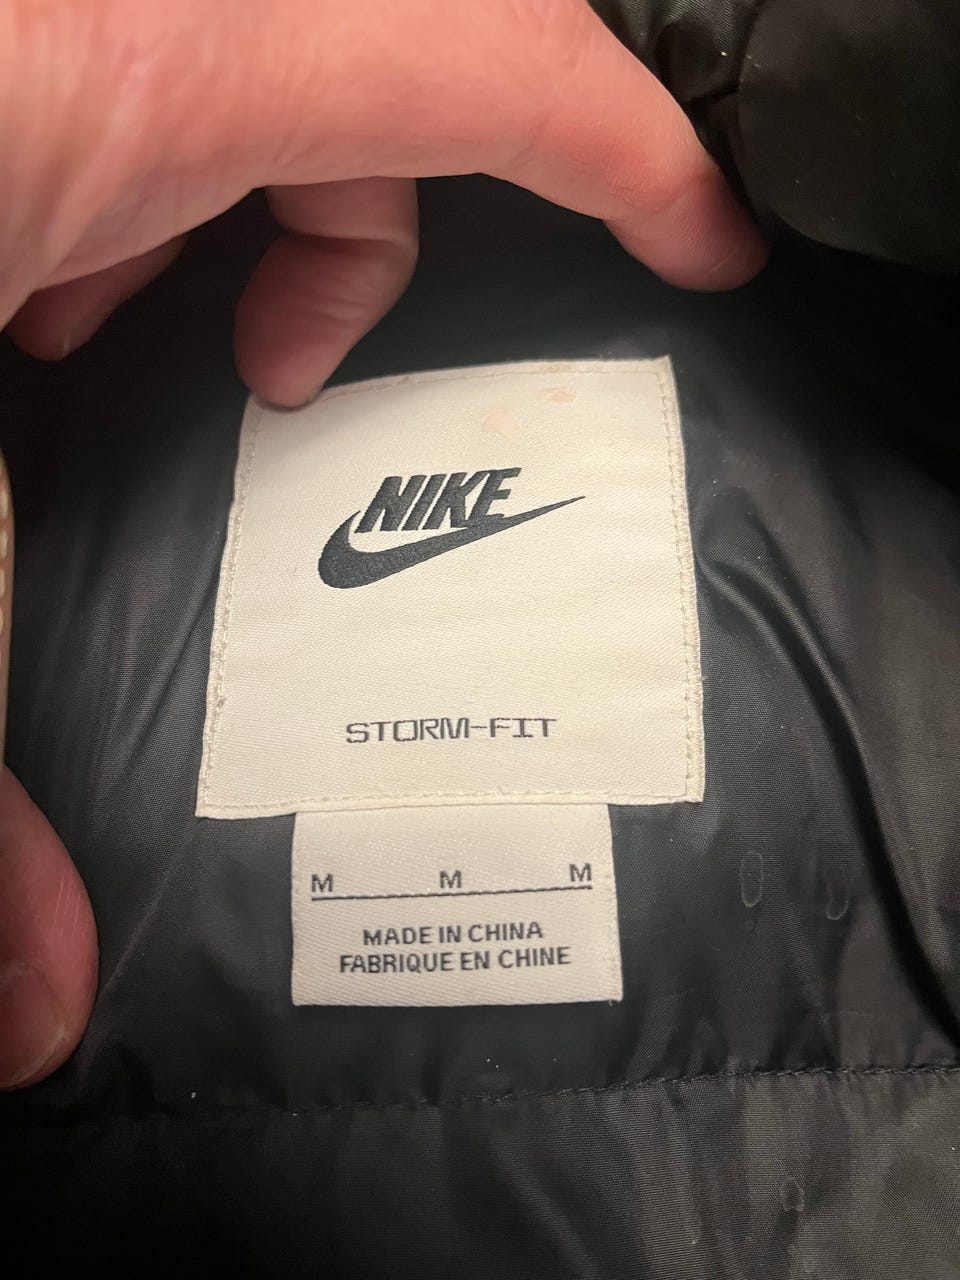 NIKE
STORM-FIT
M M M
MADE IN CHINA
FABRIQUE EN CHINE